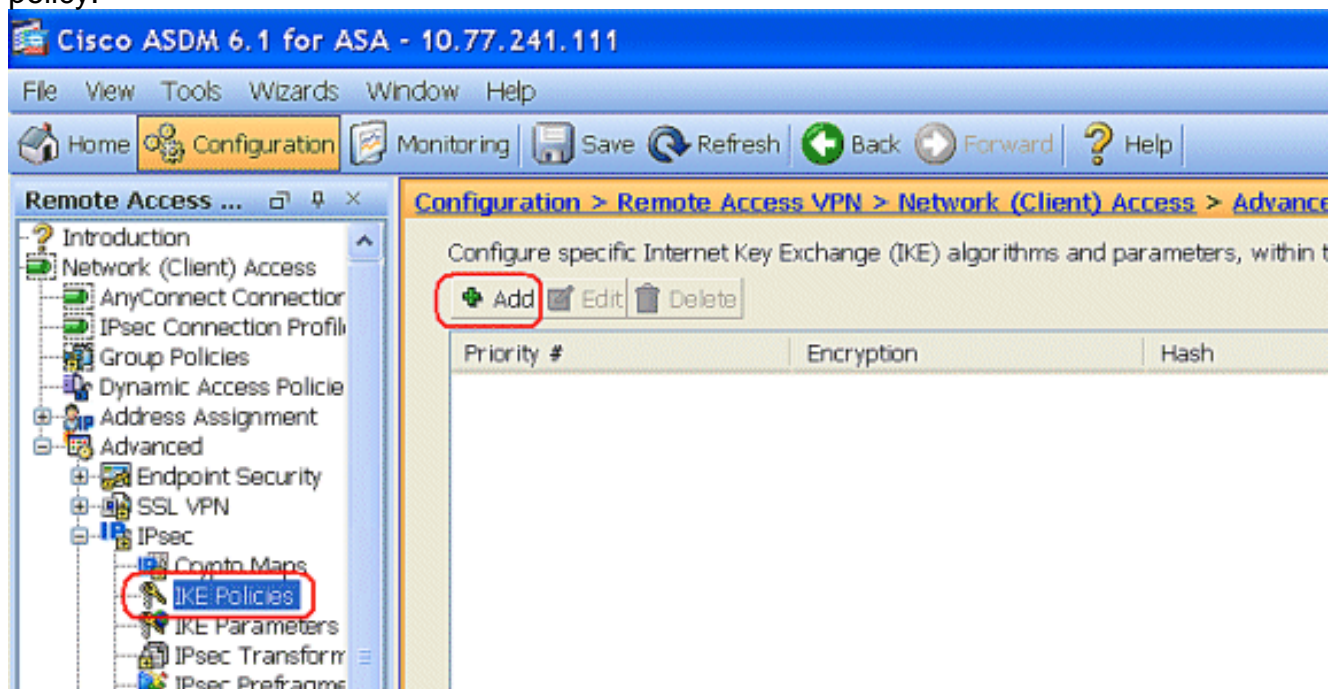 policy.
Cisco ASDM 6.1 for ASA - 10.77.241.111
File View Tools Wizards Window Help
Home Configuration Monitoring Save Refresh Back Forward Help
Remote Access ...
Configuration > Remote Access VPN > Network (Client) Access > Advance
Introduction
Configure specific Internet Key Exchange (IKE) algorithms and parameters, within t
Network (Client) Access
AnyConnect Connection
Add Edit Delete
IPsec Connection Profil
Priority # Encryption Hash
Group Policies
Dynamic Access Policie
Address Assignment
Advanced
Endpoint Security
SSL VPN
IPsec
Crypto Maps
IKE Policies
IKE Parameters
IPsec Transform
IPsec Prefragme